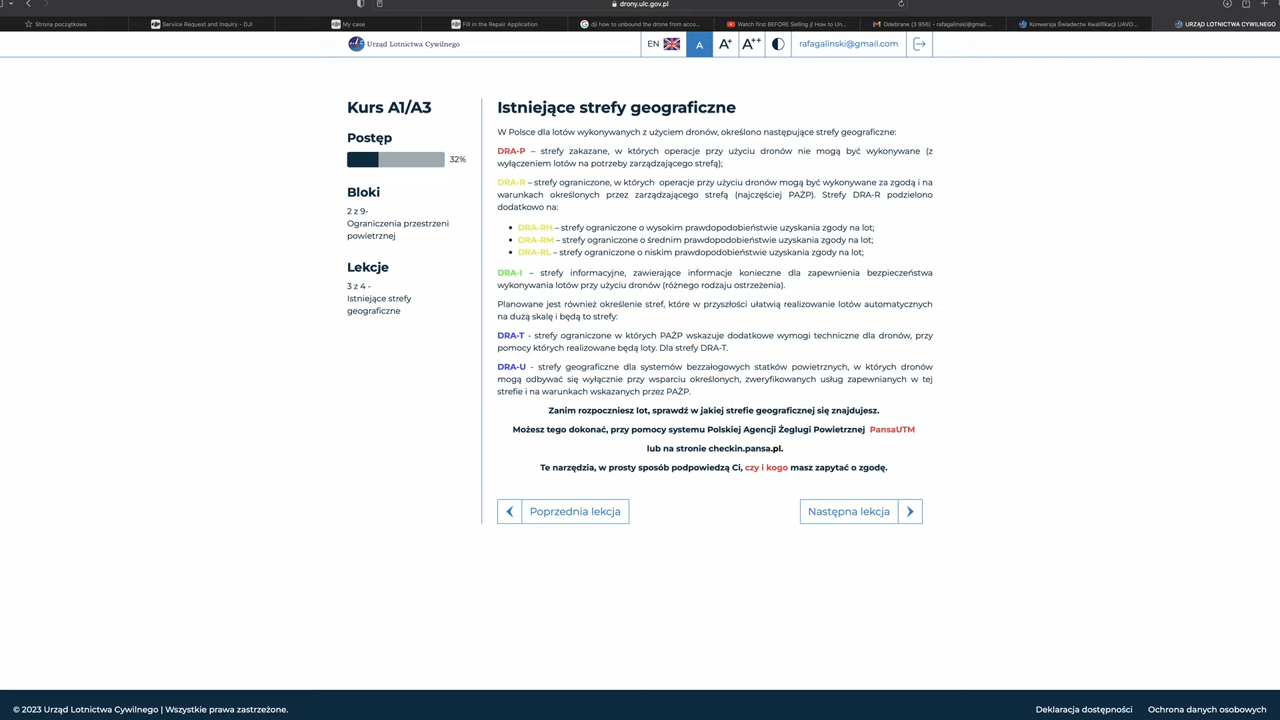 drony.ulc.gov.pl
Strona początkowa
Service Request and Inquiry - DJI
My case
Fill in the Repair Application
dji how to unbound the drone from acco...
Watch first BEFORE Selling // How to Un...
Odebrane (3 956) - rafagalinski@gmail....
Konwersja Świadectw Kwalifikacji UAVO...
URZĄD LOTNICTWA CYWILNEGO
Urząd Lotnictwa Cywilnego
EN
A
A+
A++
rafagalinski@gmail.com
Kurs A1/A3
Postęp
32%
Bloki
2 z 9-
Ograniczenia przestrzeni
powietrznej
Lekcje
3 z 4 -
Istniejące strefy
geograficzne
Istniejące strefy geograficzne
W Polsce dla lotów wykonywanych z użyciem dronów, określono następujące strefy geograficzne:
DRA-P – strefy zakazane, w których operacje przy użyciu dronów nie mogą być wykonywane (z
wyłączeniem lotów na potrzeby zarządzającego strefą);
DRA-R – strefy ograniczone, w których operacje przy użyciu dronów mogą być wykonywane za zgodą i na
warunkach określonych przez zarządzającego strefą (najczęściej PAŻP). Strefy DRA-R podzielono
dodatkowo na:
DRA-RH – strefy ograniczone o wysokim prawdopodobieństwie uzyskania zgody na lot;
DRA-RM – strefy ograniczone o średnim prawdopodobieństwie uzyskania zgody na lot;
DRA-RL – strefy ograniczone o niskim prawdopodobieństwie uzyskania zgody na lot;
DRA-I – strefy informacyjne, zawierające informacje konieczne dla zapewnienia bezpieczeństwa
wykonywania lotów przy użyciu dronów (różnego rodzaju ostrzeżenia).
Planowane jest również określenie stref, które w przyszłości ułatwią realizowanie lotów automatycznych
na dużą skalę i będą to strefy:
DRA-T - strefy ograniczone w których PAŻP wskazuje dodatkowe wymogi techniczne dla dronów, przy
pomocy których realizowane będą loty. Dla strefy DRA-T.
DRA-U - strefy geograficzne dla systemów bezzałogowych statków powietrznych, w których dronów
mogą odbywać się wyłącznie przy wsparciu określonych, zweryfikowanych usług zapewnianych w tej
strefie i na warunkach wskazanych przez PAŻP.
Zanim rozpoczniesz lot, sprawdź w jakiej strefie geograficznej się znajdujesz.
Możesz tego dokonać, przy pomocy systemu Polskiej Agencji Żeglugi Powietrznej PansaUTM
lub na stronie checkin.pansa.pl.
Te narzędzia, w prosty sposób podpowiedzą Ci, czy i kogo masz zapytać o zgodę.
Poprzednia lekcja
Następna lekcja
© 2023 Urząd Lotnictwa Cywilnego | Wszystkie prawa zastrzeżone.
Deklaracja dostępności
Ochrona danych osobowych